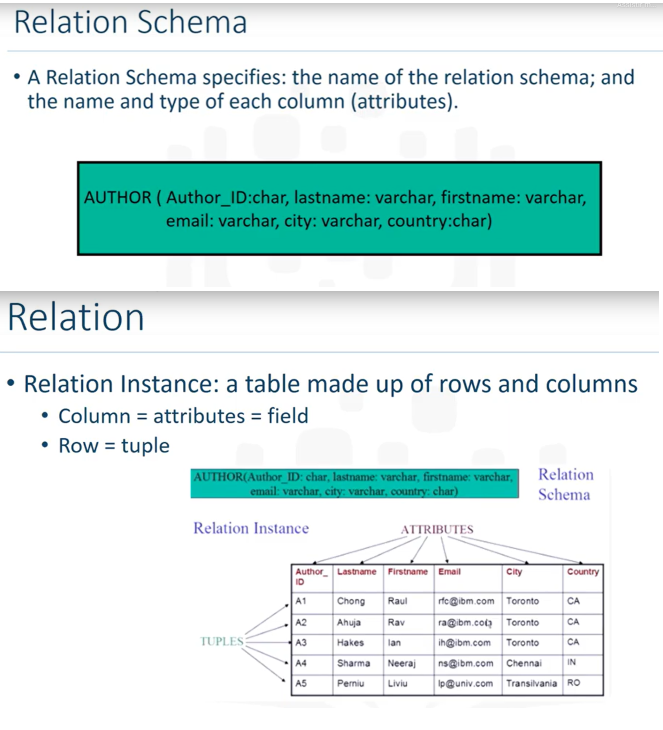 Relation Schema
• A Relation Schema specifies: the name of the relation schema; and
the name and type of each column (attributes).
AUTHOR ( Author_ID:char, lastname: varchar, firstname: varchar,
email: varchar, city: varchar, country:char)
Relation
• Relation Instance: a table made up of rows and columns
• Column = attributes = field
• Row = tuple
AUTHOR(Author_ID: char, lastname: varchar, firstname: varchar,
email: varchar, city: varchar, country: char)
Relation
Schema
Relation Instance
ATTRIBUTES
Author_ Lastname Firstname Email City Country
ID
A1 Chong Raul rfc@ibm.com Toronto CA
A2 Ahuja Rav Toronto CA
TUPLES
A3 Hakes Ian ih@ibm.com Toronto CA
A4 Sharma Neeraj ns@ibm.com Chennai IN
A5 Perniu Liviu lp@univ.com Transilvania RO